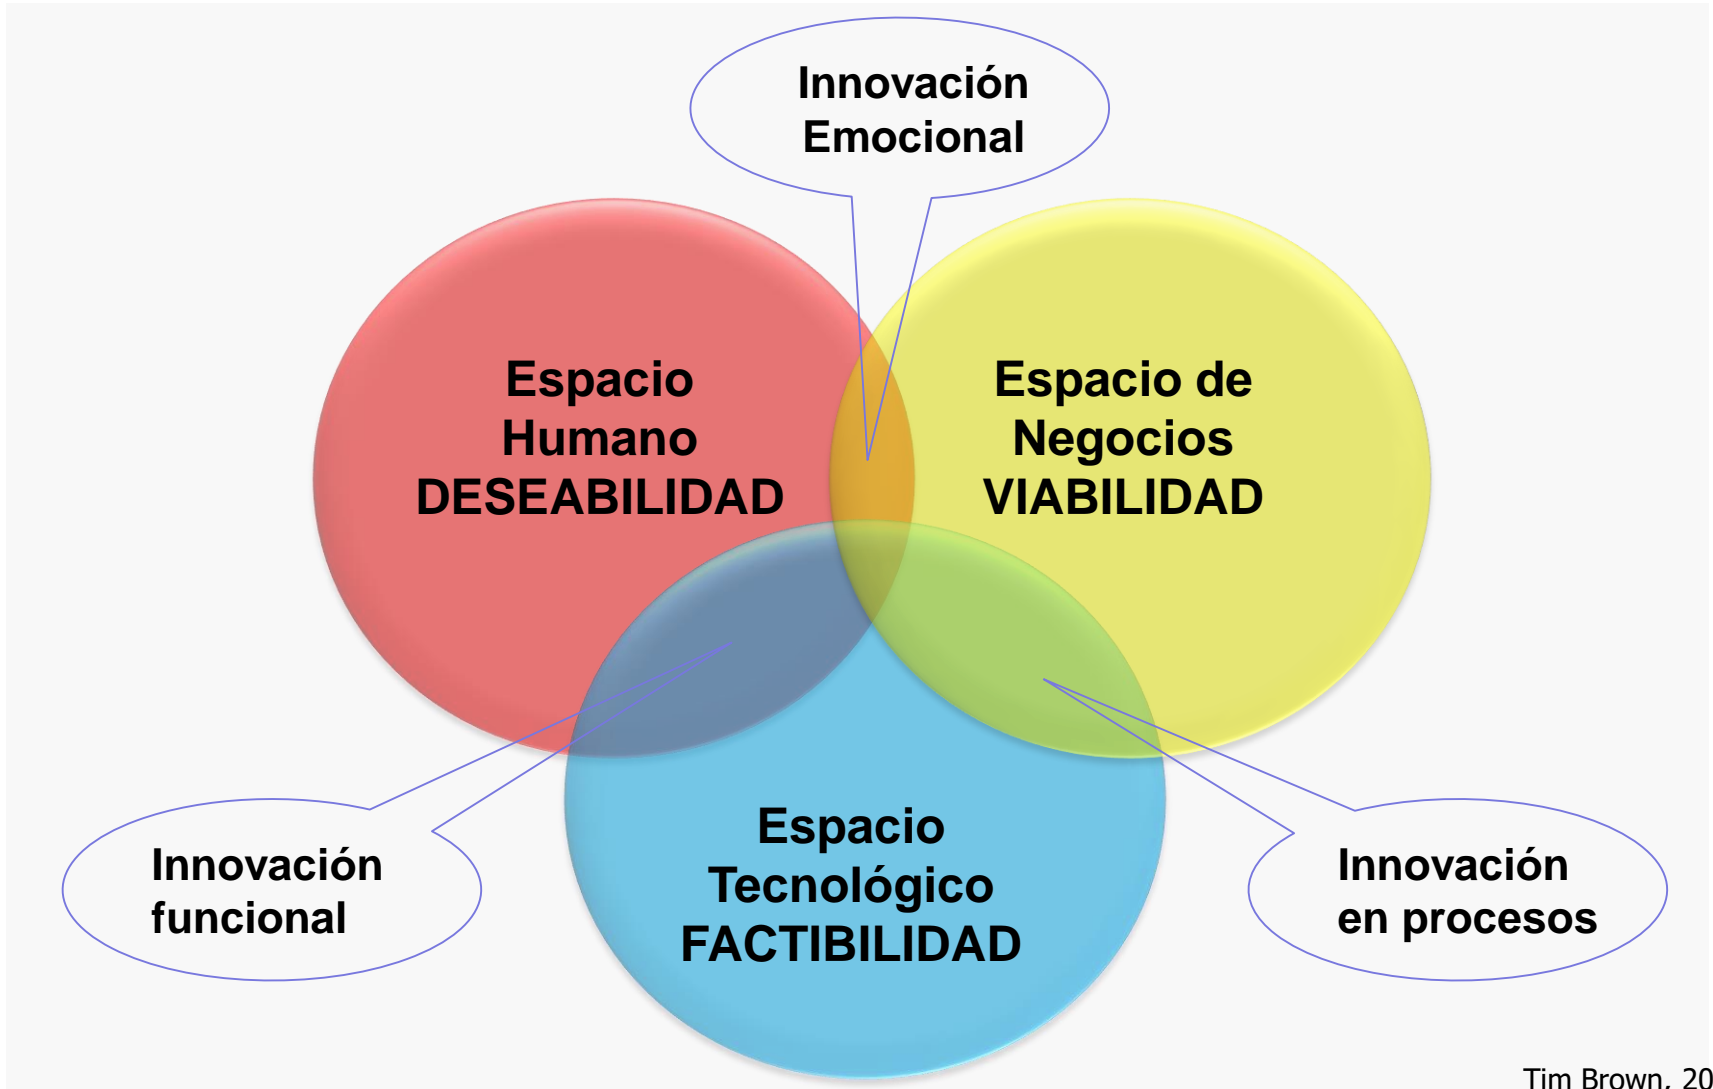 Innovación
Emocional
Espacio
Humano
DESEABILIDAD
Espacio de
Negocios
VIABILIDAD
Espacio
Tecnológico
FACTIBILIDAD
Innovación
funcional
Innovación
en procesos
Tim Brown, 20